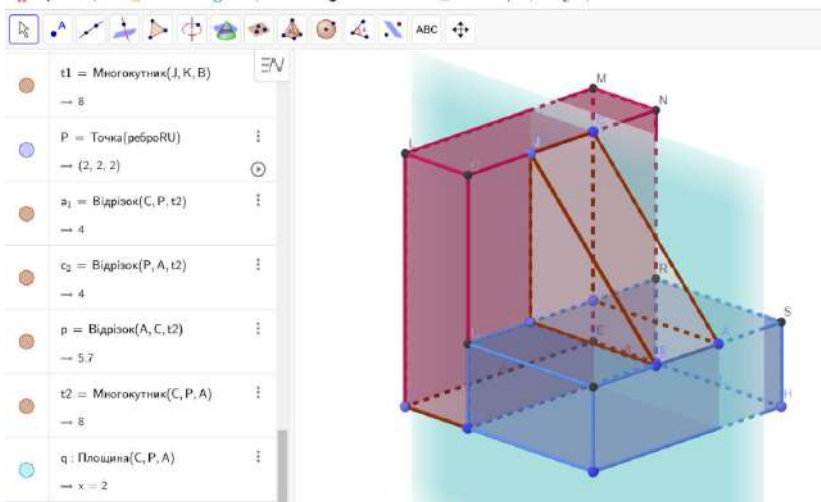 ABC
t1 = Многокутник(J, K, B)
→ 8
P = Точка(реброRU)
→ (2, 2, 2)
a₁ = Відрізок(C, P, t2)
→ 4
c₂ = Відрізок(P, A, t2)
→ 4
p = Відрізок(A, C, t2)
→ 5.7
t2 = Многокутник(C, P, A)
→ 8
q : Площина(C, P, A)
→ x = 2
M
N
J
R
S
E
H